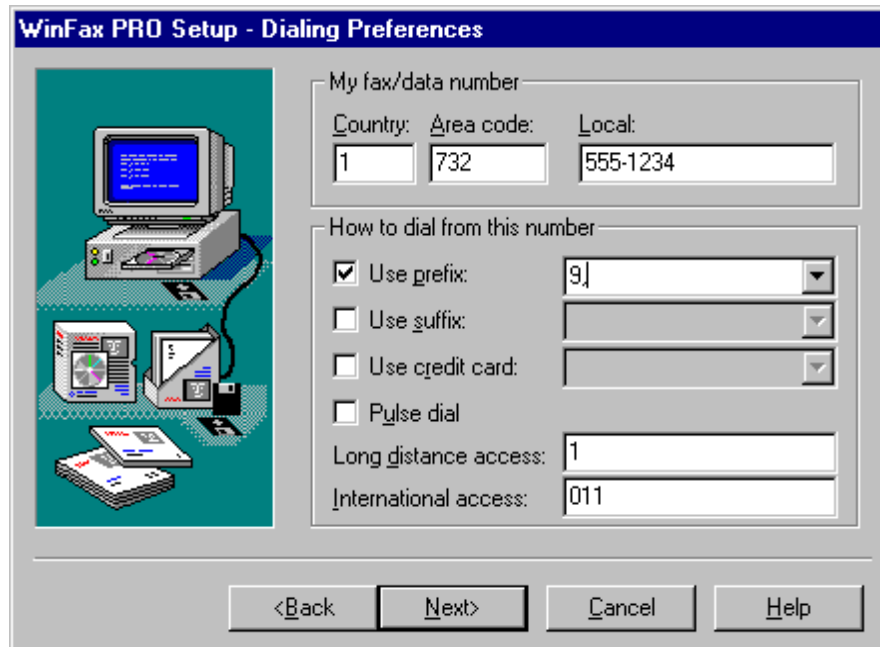 WinFax PRO Setup - Dialing Preferences
My fax/data number
Country: Area code: Local:
1 732 555-1234
How to dial from this number
Use prefix: 9,
Use suffix:
Use credit card:
Pulse dial
Long distance access: 1
International access: 011
<Back Next> Cancel Help